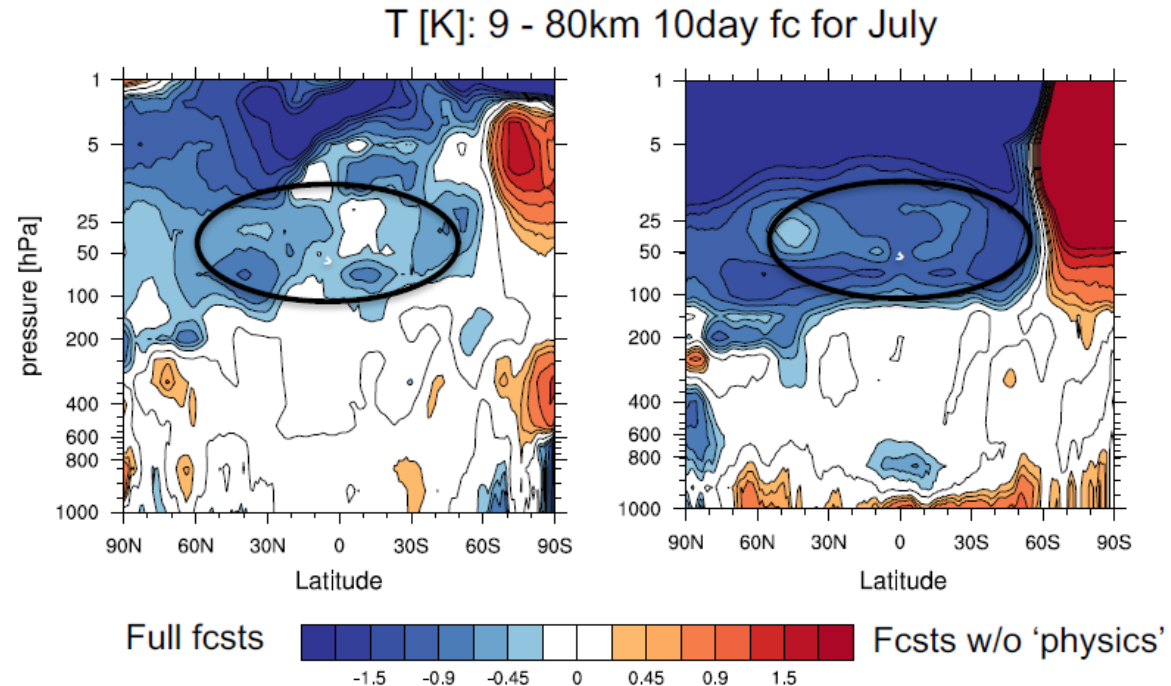 T [K]: 9 - 80km 10day fc for July
pressure [hPa]
1
5
25
50
100
200
400
600
800
1000
90N 60N 30N 0 30S 60S 90S
Latitude
1
5
25
50
100
200
400
600
800
1000
90N 60N 30N 0 30S 60S 90S
Latitude
Full fcsts
-1.5 -0.9 -0.45 0 0.45 0.9 1.5
Fcsts w/o ‘physics’